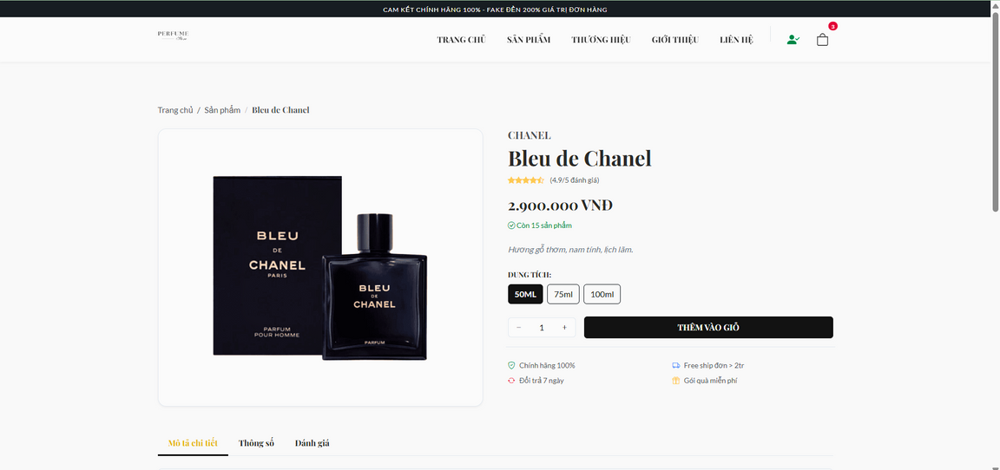 CAM KẾT CHÍNH HÃNG 100% - FAKE ĐỀN 200% GIÁ TRỊ ĐƠN HÀNG
PERFUME
TRANG CHỦ SẢN PHẨM THƯƠNG HIỆU GIỚI THIỆU LIÊN HỆ 3
Trang chủ / Sản phẩm / Bleu de Chanel
BLEU
DE
CHANEL
PARIS
PARFUM
POUR HOMME
BLEU
DE
CHANEL
PARFUM
CHANEL
Bleu de Chanel
(4.9/5 đánh giá)
2.900.000 VNĐ
Còn 15 sản phẩm
Hương gỗ thơm, nam tính, lịch lãm.
DUNG TÍCH:
50ML 75ml 100ml
− 1 + THÊM VÀO GIỎ
Chính hãng 100% Free ship đơn > 2tr
Đổi trả 7 ngày Gói quà miễn phí
Mô tả chi tiết Thông số Đánh giá